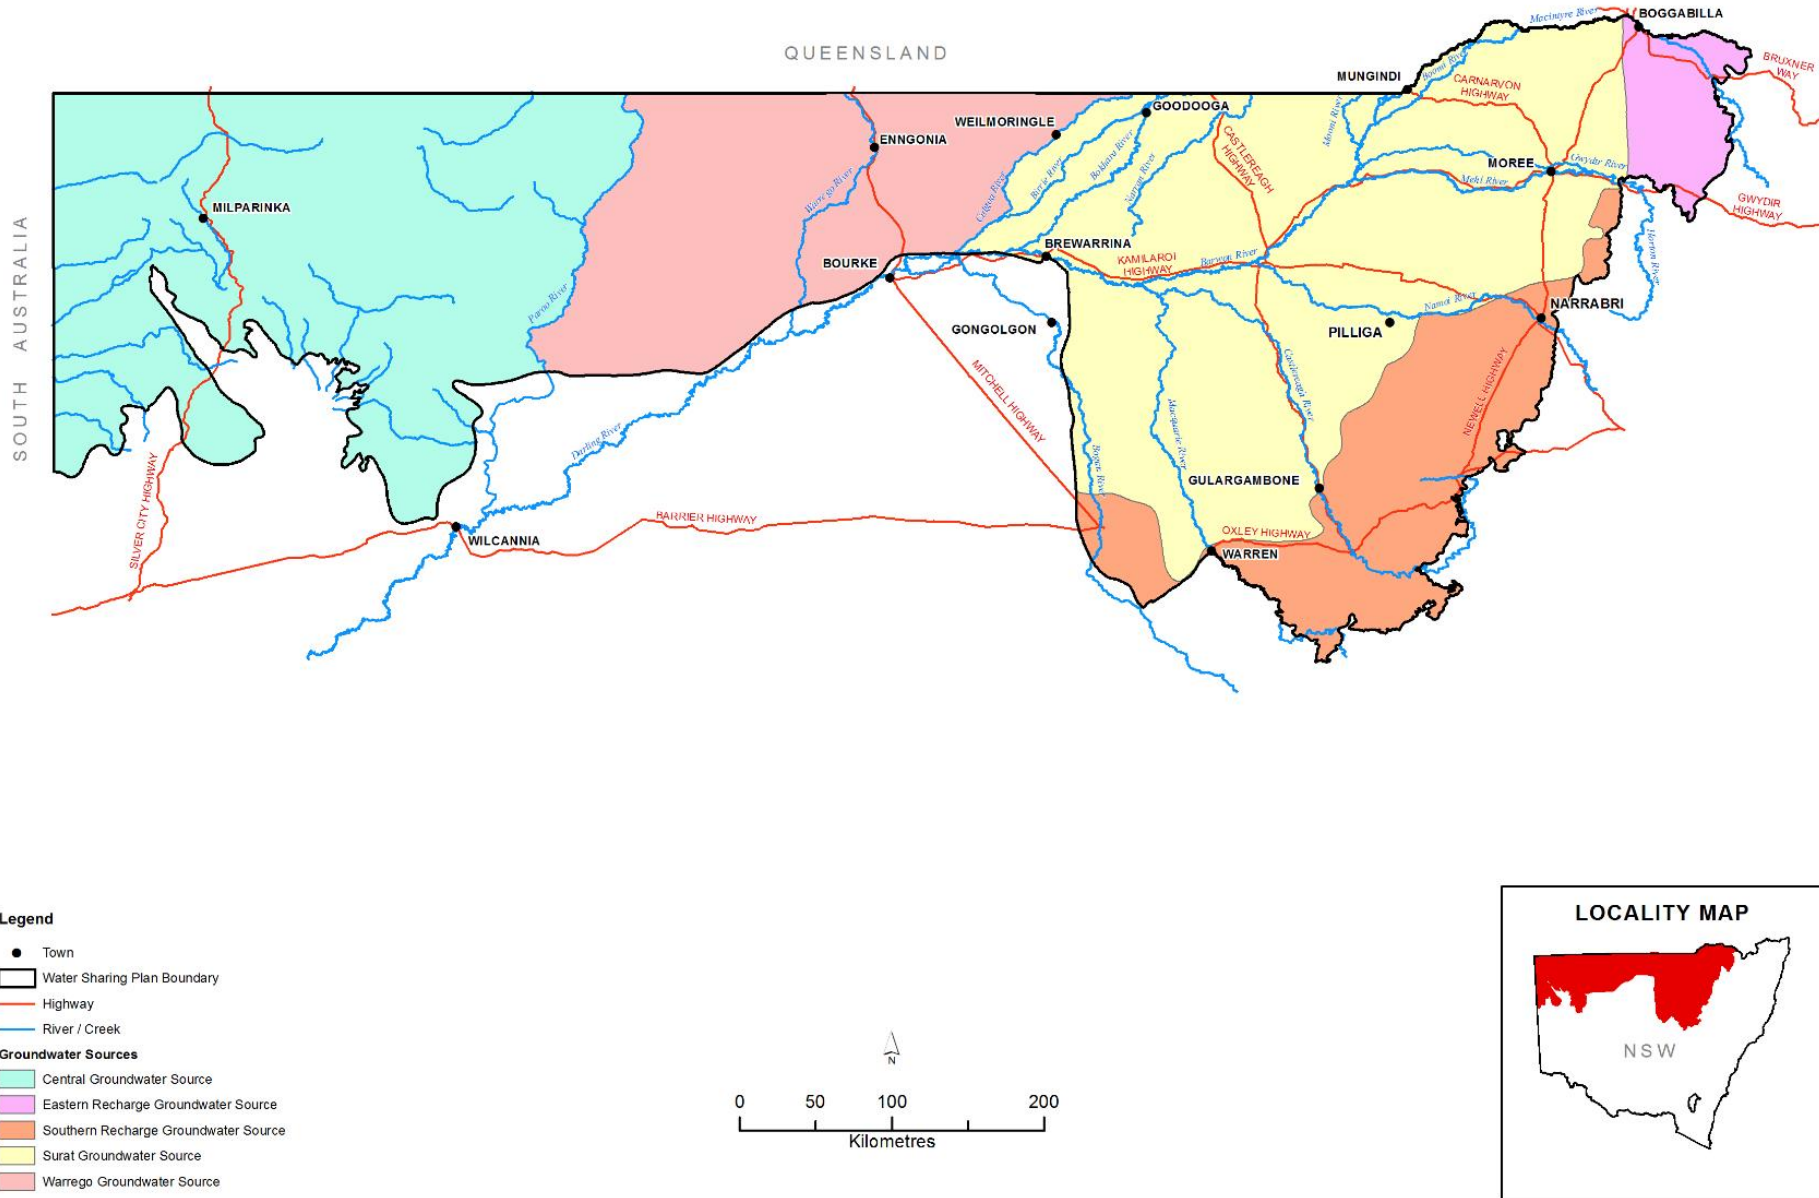 QUEENSLAND
SOUTH AUSTRALIA
Macintyre River
BOGGABILLA
BRUXNER
WAY
MUNGINDI
Boomi River
CARNARVON
HIGHWAY
GOODOOGA
WEILMORINGLE
ENNGONIA
Mooni River
CASTLEREAGH
HIGHWAY
Bokhara River
Birrie River
Narran River
Culgoa River
Warrego River
MOREE
Gwydir River
Mehi River
GWYDIR
HIGHWAY
MILPARINKA
Horton River
BREWARRINA
KAMILAROI
HIGHWAY
Barwon River
BOURKE
Paroo River
Namoi River
NARRABRI
GONGOLGON
PILLIGA
MITCHELL HIGHWAY
Castlereagh River
NEWELL HIGHWAY
Macquarie River
Darling River
Bogan River
SILVER CITY HIGHWAY
GULARGAMBONE
BARRIER HIGHWAY
OXLEY HIGHWAY
WILCANNIA
WARREN
Legend
Town
Water Sharing Plan Boundary
Highway
River / Creek
Groundwater Sources
Central Groundwater Source
Eastern Recharge Groundwater Source
Southern Recharge Groundwater Source
Surat Groundwater Source
Warrego Groundwater Source
N
0 50 100 200
Kilometres
LOCALITY MAP
NSW